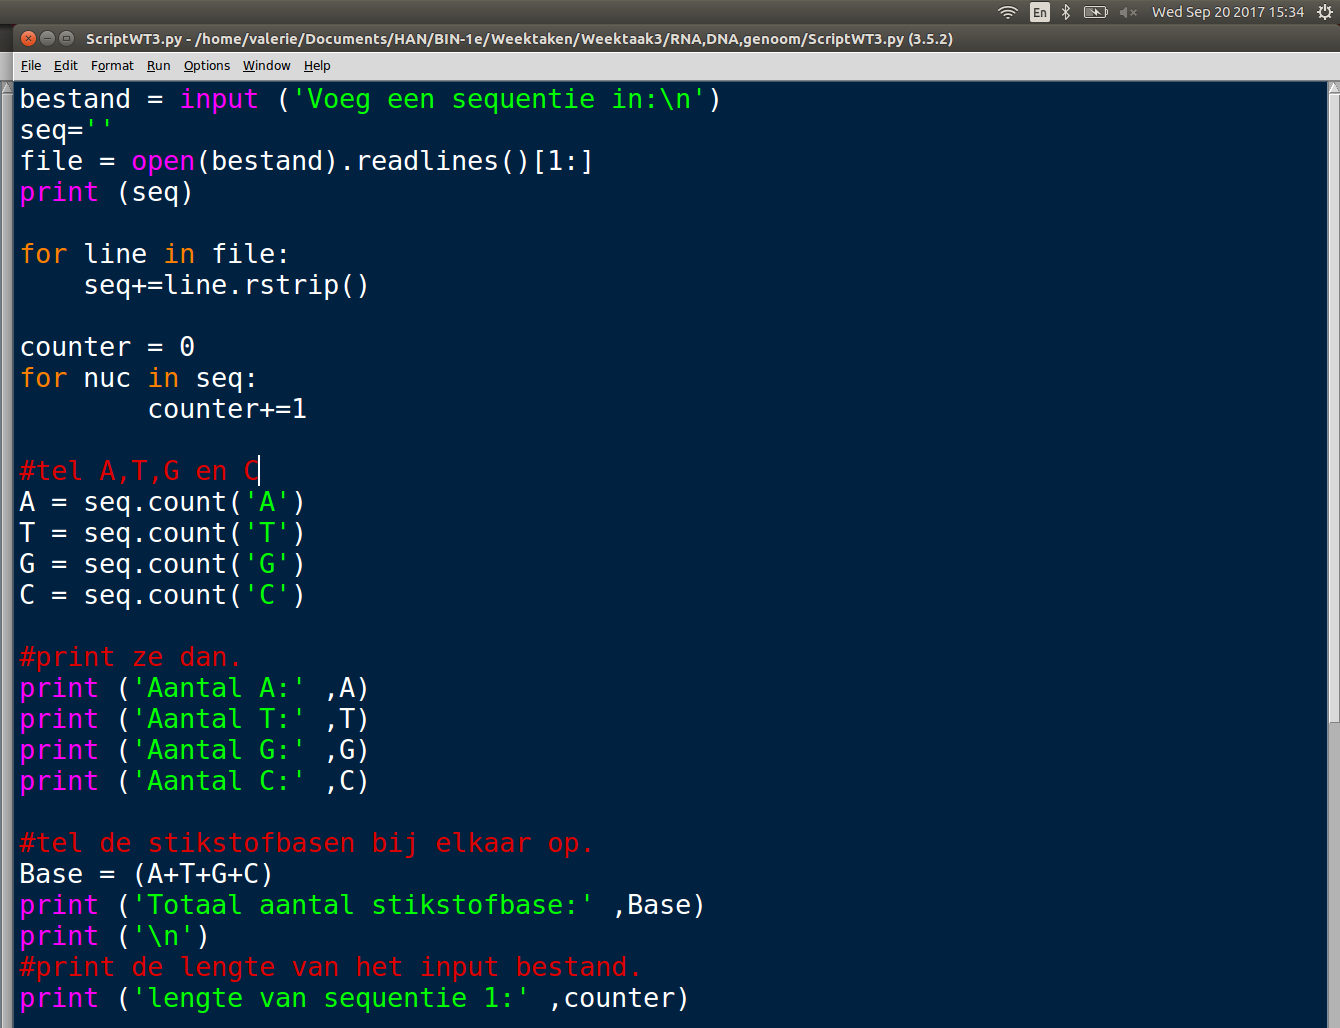 En Wed Sep 20 2017 15:34
ScriptWT3.py - /home/valerie/Documents/HAN/BIN-1e/Weektaken/Weektaak3/RNA,DNA,genoom/ScriptWT3.py (3.5.2)
File Edit Format Run Options Window Help
bestand = input ('Voeg een sequentie in:\n')
seq=''
file = open(bestand).readlines()[1:]
print (seq)
for line in file:
    seq+=line.rstrip()
counter = 0
for nuc in seq:
        counter+=1
#tel A,T,G en C
A = seq.count('A')
T = seq.count('T')
G = seq.count('G')
C = seq.count('C')
#print ze dan.
print ('Aantal A:' ,A)
print ('Aantal T:' ,T)
print ('Aantal G:' ,G)
print ('Aantal C:' ,C)
#tel de stikstofbasen bij elkaar op.
Base = (A+T+G+C)
print ('Totaal aantal stikstofbase:' ,Base)
print ('\n')
#print de lengte van het input bestand.
print ('lengte van sequentie 1:' ,counter)